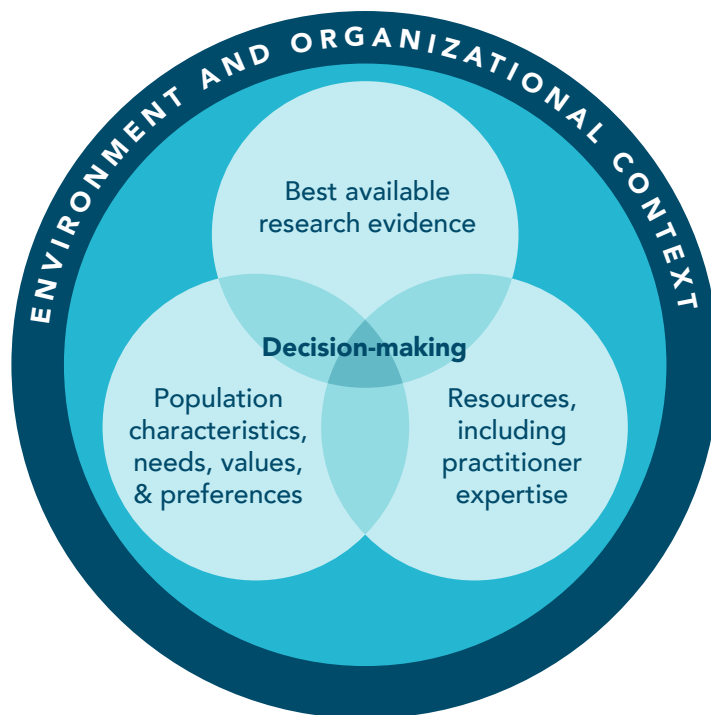 ENVIRONMENT AND ORGANIZATIONAL CONTEXT
Best available
research evidence
Decision-making
Population
characteristics,
needs, values,
& preferences
Resources,
including
practitioner
expertise